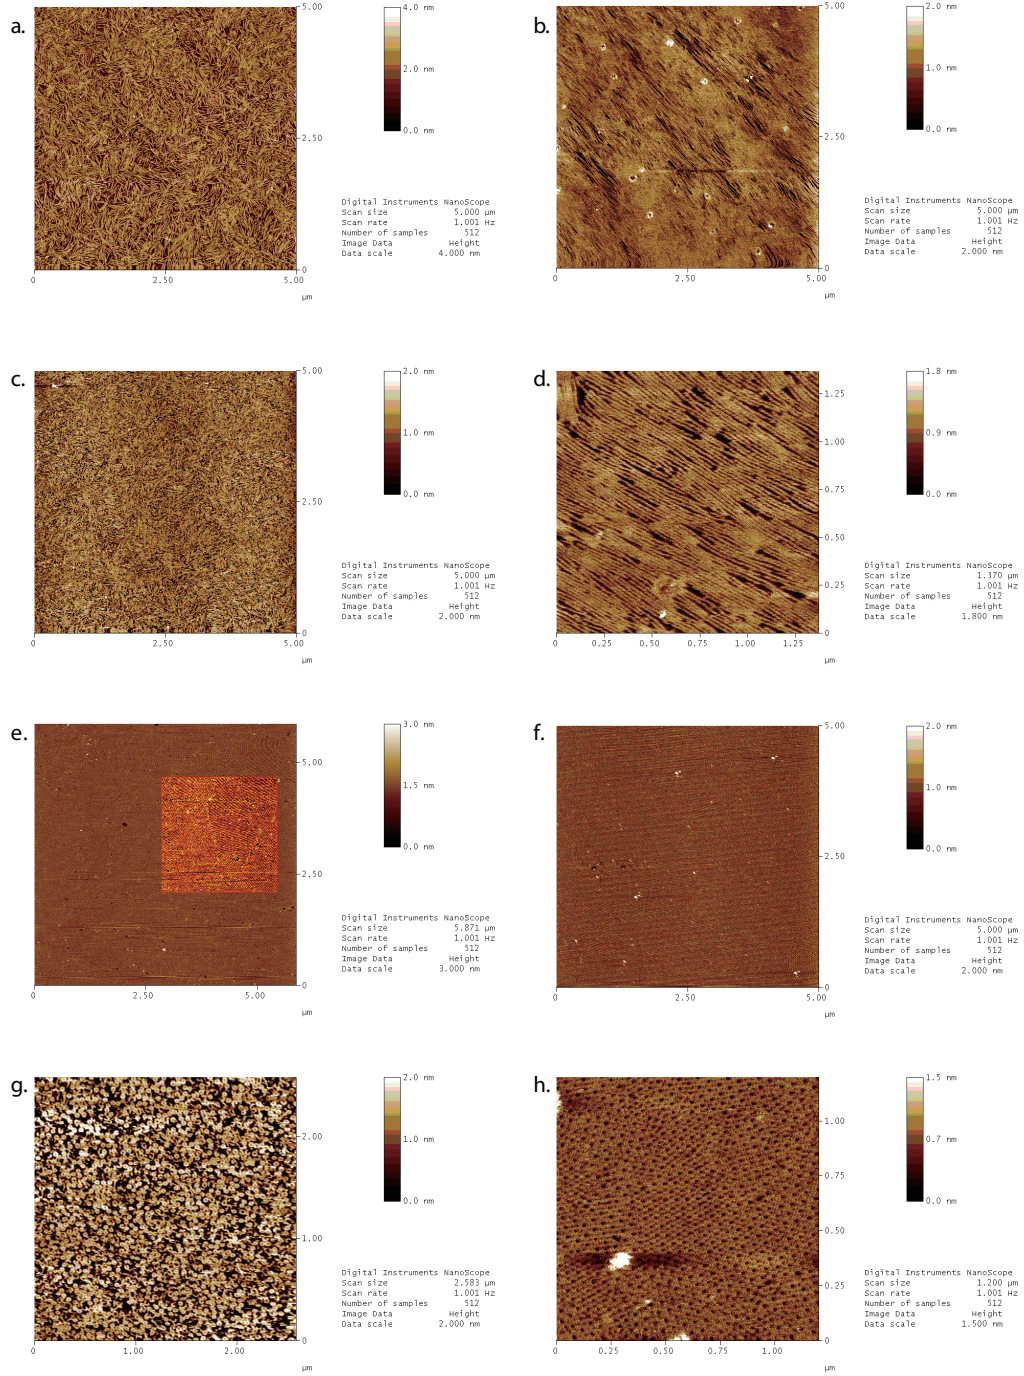 a.
5.00
4.0 nm
2.0 nm
2.50
0.0 nm
Digital Instruments NanoScope
Scan size 5.000 µm
Scan rate 1.001 Hz
Number of samples 512
Image Data Height
Data scale 4.000 nm
0
0 2.50 5.00
µm
b.
5.00
2.0 nm
1.0 nm
2.50
0.0 nm
Digital Instruments NanoScope
Scan size 5.000 µm
Scan rate 1.001 Hz
Number of samples 512
Image Data Height
Data scale 2.000 nm
0
0 2.50 5.00
µm
c.
5.00
2.0 nm
1.0 nm
2.50
0.0 nm
Digital Instruments NanoScope
Scan size 5.000 µm
Scan rate 1.001 Hz
Number of samples 512
Image Data Height
Data scale 2.000 nm
0
0 2.50 5.00
µm
d.
1.8 nm
1.25
1.00
0.9 nm
0.75
0.0 nm
0.50
0.25
Digital Instruments NanoScope
Scan size 1.370 µm
Scan rate 1.001 Hz
Number of samples 512
Image Data Height
Data scale 1.800 nm
0
0 0.25 0.50 0.75 1.00 1.25
µm
e.
3.0 nm
5.00
1.5 nm
0.0 nm
2.50
Digital Instruments NanoScope
Scan size 5.871 µm
Scan rate 1.001 Hz
Number of samples 512
Image Data Height
Data scale 3.000 nm
0
0 2.50 5.00
µm
f.
5.00
2.0 nm
1.0 nm
2.50
0.0 nm
Digital Instruments NanoScope
Scan size 5.000 µm
Scan rate 1.001 Hz
Number of samples 512
Image Data Height
Data scale 2.000 nm
0
0 2.50 5.00
µm
g.
2.0 nm
2.00
1.0 nm
0.0 nm
1.00
Digital Instruments NanoScope
Scan size 2.583 µm
Scan rate 1.001 Hz
Number of samples 512
Image Data Height
Data scale 2.000 nm
0
0 1.00 2.00
µm
h.
1.5 nm
1.00
0.7 nm
0.75
0.0 nm
0.50
0.25
Digital Instruments NanoScope
Scan size 1.200 µm
Scan rate 1.001 Hz
Number of samples 512
Image Data Height
Data scale 1.500 nm
0
0 0.25 0.50 0.75 1.00
µm